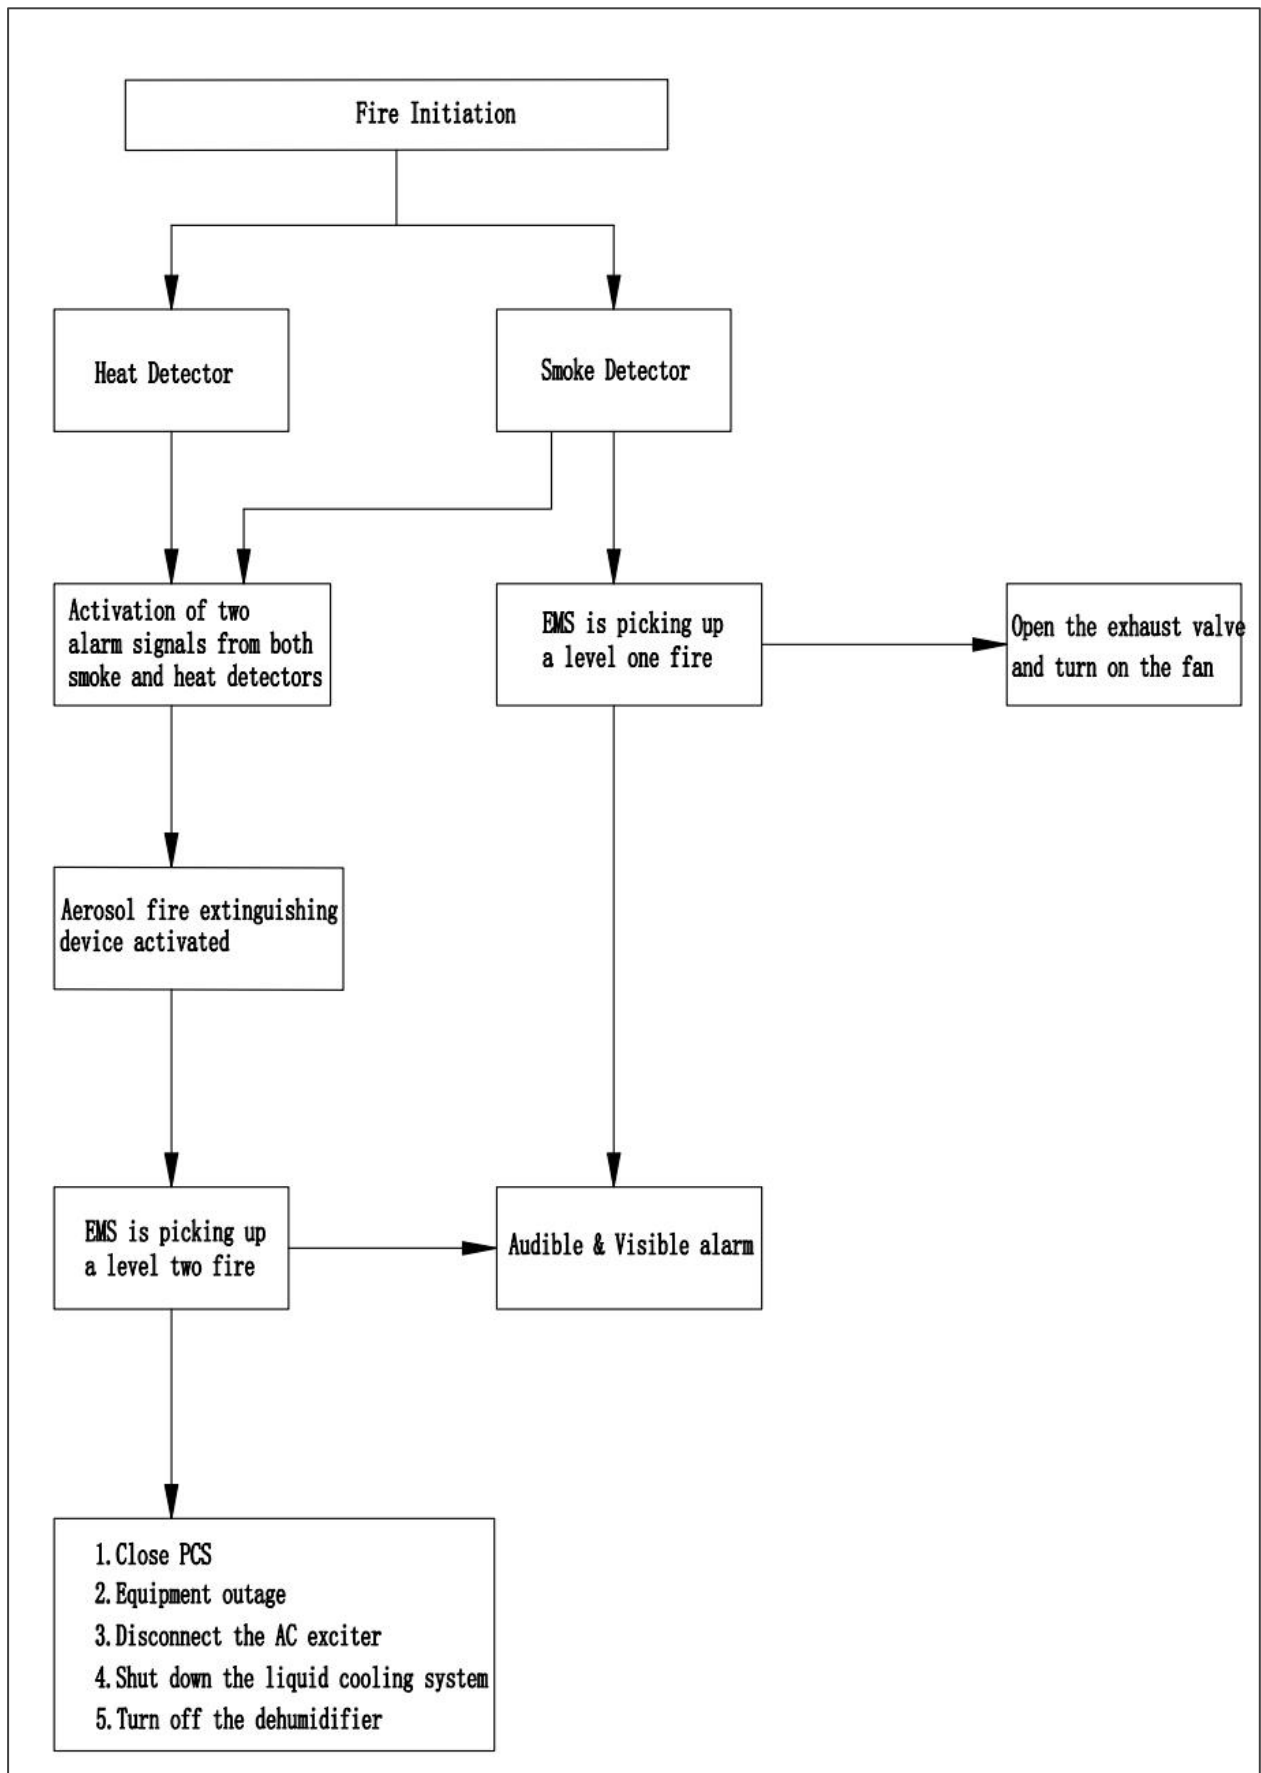 Fire Initiation
Heat Detector
Smoke Detector
Activation of two
alarm signals from both
smoke and heat detectors
EMS is picking up
a level one fire
Open the exhaust valve
and turn on the fan
Aerosol fire extinguishing
device activated
EMS is picking up
a level two fire
Audible & Visible alarm
1. Close PCS
2. Equipment outage
3. Disconnect the AC exciter
4. Shut down the liquid cooling system
5. Turn off the dehumidifier